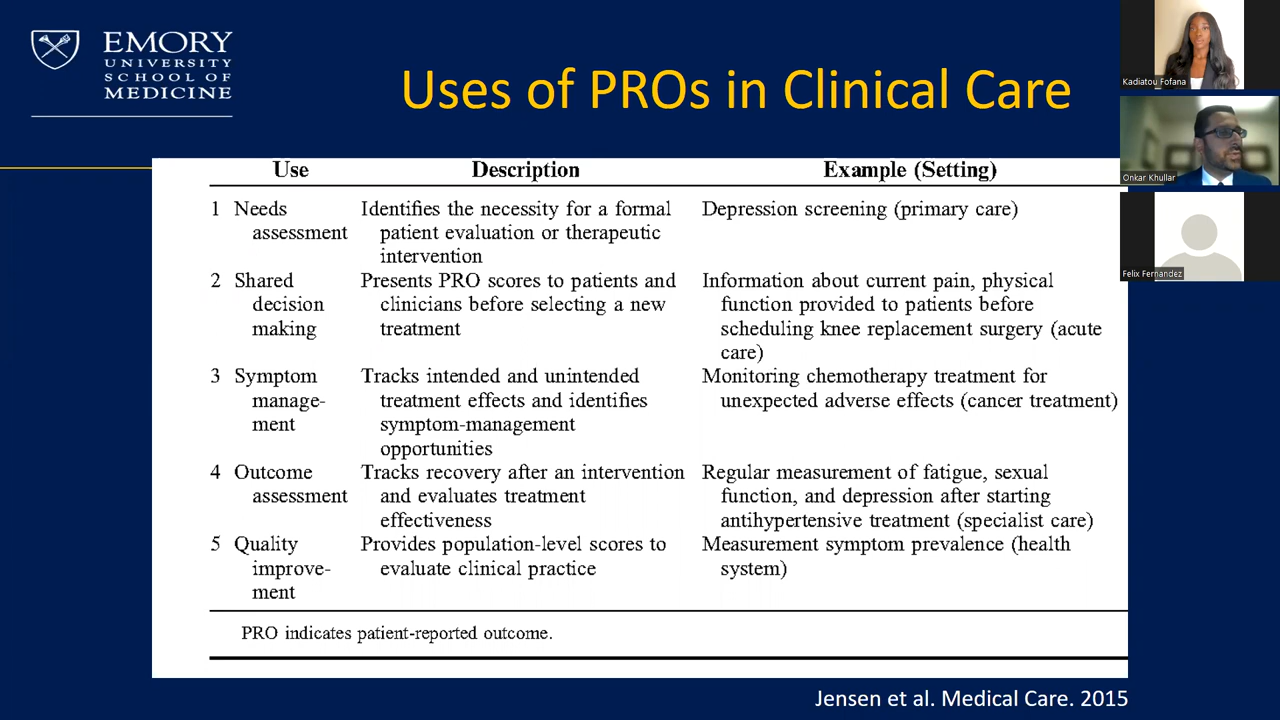 EMORY
UNIVERSITY
SCHOOL OF
MEDICINE
Uses of PROs in Clinical Care
Use Description Example (Setting)
1 Needs assessment Identifies the necessity for a formal patient evaluation or therapeutic intervention Depression screening (primary care)
2 Shared decision making Presents PRO scores to patients and clinicians before selecting a new treatment Information about current pain, physical function provided to patients before scheduling knee replacement surgery (acute care)
3 Symptom manage-ment Tracks intended and unintended treatment effects and identifies symptom-management opportunities Monitoring chemotherapy treatment for unexpected adverse effects (cancer treatment)
4 Outcome assessment Tracks recovery after an intervention and evaluates treatment effectiveness Regular measurement of fatigue, sexual function, and depression after starting antihypertensive treatment (specialist care)
5 Quality improve-ment Provides population-level scores to evaluate clinical practice Measurement symptom prevalence (health system)
PRO indicates patient-reported outcome.
Jensen et al. Medical Care. 2015
Kadiatou Fofana
Onkar Khullar
Felix Fernandez